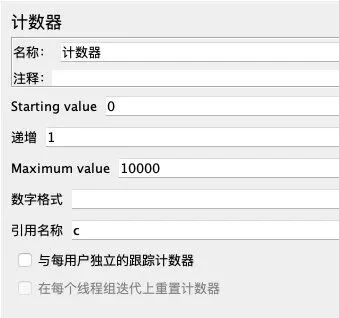 计数器
名称： 计数器
注释：
Starting value 0
递增 1
Maximum value 10000
数字格式
引用名称 c
与每用户独立的跟踪计数器
在每个线程组迭代上重置计数器